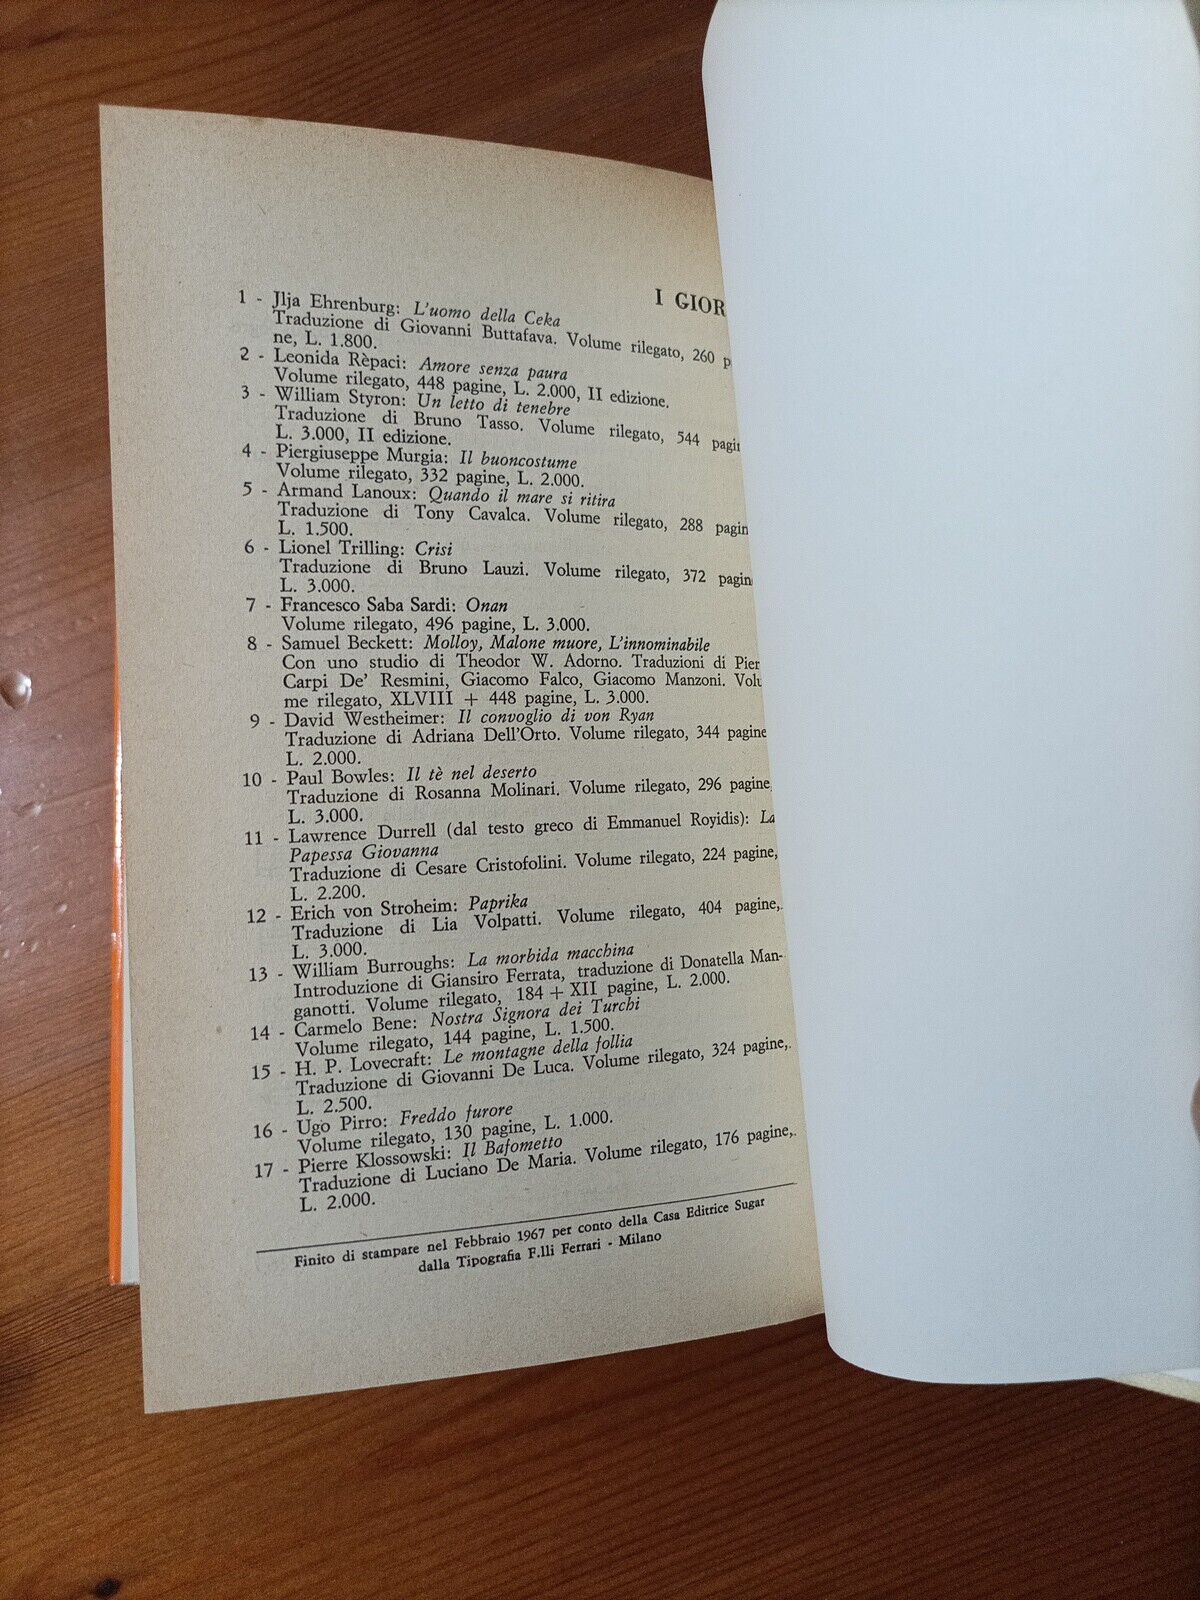 I GIOR
1 - Jlja Ehrenburg: L'uomo della Ceka
Traduzione di Giovanni Buttafava. Volume rilegato, 260 p
ne, L. 1.800.
2 - Leonida Rèpaci: Amore senza paura
Volume rilegato, 448 pagine, L. 2.000, II edizione.
3 - William Styron: Un letto di tenebre
Traduzione di Bruno Tasso. Volume rilegato, 544 pagin
L. 3.000, II edizione.
4 - Piergiuseppe Murgia: Il buoncostume
Volume rilegato, 332 pagine, L. 2.000.
5 - Armand Lanoux: Quando il mare si ritira
Traduzione di Tony Cavalca. Volume rilegato, 288 pagin
L. 1.500.
6 - Lionel Trilling: Crisi
Traduzione di Bruno Lauzi. Volume rilegato, 372 pagin
L. 3.000.
7 - Francesco Saba Sardi: Onan
Volume rilegato, 496 pagine, L. 3.000.
8 - Samuel Beckett: Molloy, Malone muore, L'innominabile
Con uno studio di Theodor W. Adorno. Traduzioni di Pier
Carpi De' Resmini, Giacomo Falco, Giacomo Manzoni. Volu
me rilegato, XLVIII + 448 pagine, L. 3.000.
9 - David Westheimer: Il convoglio di von Ryan
Traduzione di Adriana Dell'Orto. Volume rilegato, 344 pagine
L. 2.000.
10 - Paul Bowles: Il tè nel deserto
Traduzione di Rosanna Molinari. Volume rilegato, 296 pagine,
L. 3.000.
11 - Lawrence Durrell (dal testo greco di Emmanuel Royidis): La
Papessa Giovanna
Traduzione di Cesare Cristofolini. Volume rilegato, 224 pagine,
L. 2.200.
12 - Erich von Stroheim: Paprika
Traduzione di Lia Volpatti. Volume rilegato, 404 pagine,
L. 3.000.
13 - William Burroughs: La morbida macchina
Introduzione di Giansiro Ferrata, traduzione di Donatella Man-
ganotti. Volume rilegato, 184 + XII pagine, L. 2.000.
14 - Carmelo Bene: Nostra Signora dei Turchi
Volume rilegato, 144 pagine, L. 1.500.
15 - H. P. Lovecraft: Le montagne della follia
Traduzione di Giovanni De Luca. Volume rilegato, 324 pagine,
L. 2.500.
16 - Ugo Pirro: Freddo furore
Volume rilegato, 130 pagine, L. 1.000.
17 - Pierre Klossowski: Il Bafometto
Traduzione di Luciano De Maria. Volume rilegato, 176 pagine,
L. 2.000.
Finito di stampare nel Febbraio 1967 per conto della Casa Editrice Sugar
dalla Tipografia F.lli Ferrari - Milano